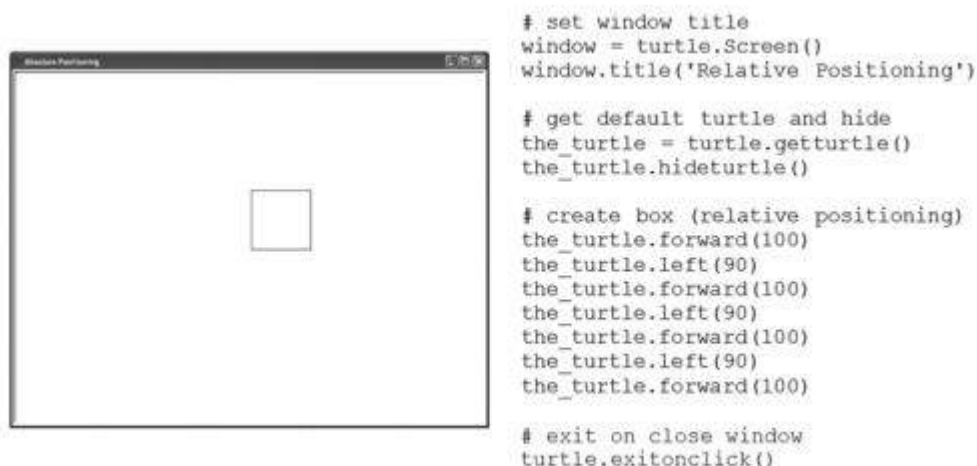 Absolute Positioning
# set window title
window = turtle.Screen()
window.title('Relative Positioning')
# get default turtle and hide
the_turtle = turtle.getturtle()
the_turtle.hideturtle()
# create box (relative positioning)
the_turtle.forward(100)
the_turtle.left(90)
the_turtle.forward(100)
the_turtle.left(90)
the_turtle.forward(100)
the_turtle.left(90)
the_turtle.forward(100)
# exit on close window
turtle.exitonclick()